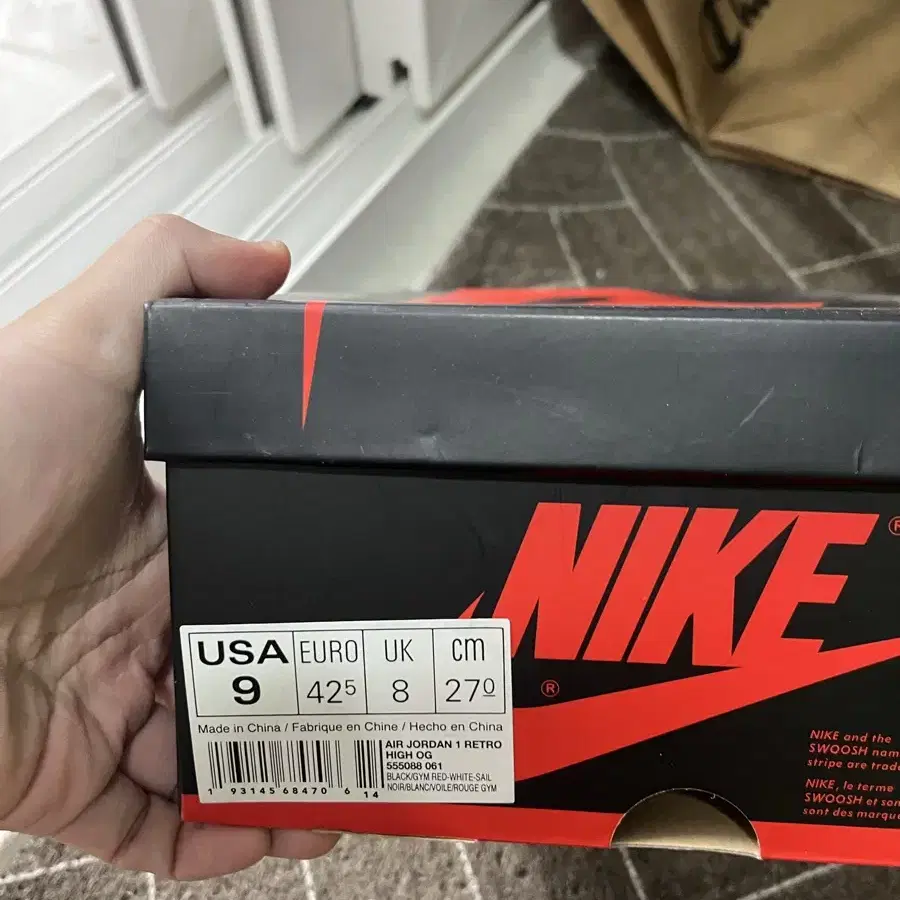 NIKE
®
®
USA EURO UK cm
9 42⁵ 8 27⁰
Made in China / Fabrique en Chine / Hecho en China
AIR JORDAN 1 RETRO
HIGH OG
555088 061
BLACK/GYM RED-WHITE-SAIL
NOIR/BLANC/VOILE/ROUGE GYM
1 93145 68470 6 14
NIKE and the
SWOOSH nam
stripe are trad
NIKE, le terme
SWOOSH et son
sont des marqu